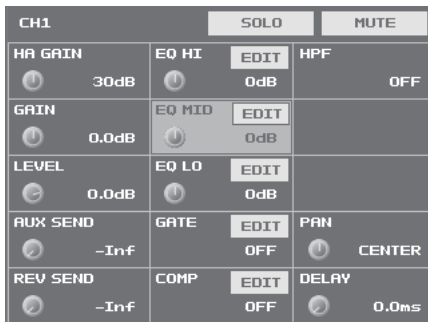 CH1 SOLO MUTE
HA GAIN EQ HI EDIT HPF
30dB 0dB OFF
GAIN EQ MID EDIT
0.0dB 0dB
LEVEL EQ LO EDIT
0.0dB 0dB
AUX SEND GATE EDIT PAN
-Inf OFF CENTER
REV SEND COMP EDIT DELAY
-Inf OFF 0.0ms